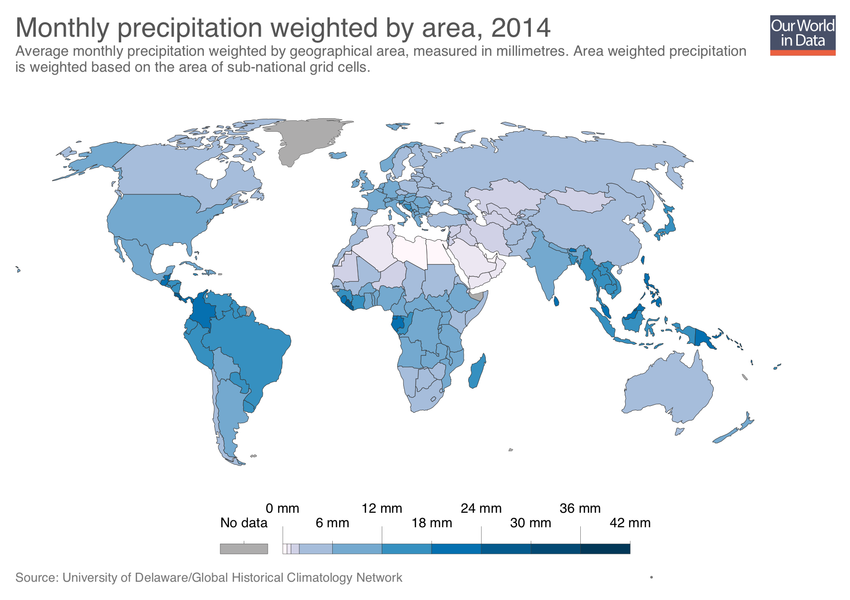 Monthly precipitation weighted by area, 2014
Our World
in Data
Average monthly precipitation weighted by geographical area, measured in millimetres. Area weighted precipitation
is weighted based on the area of sub-national grid cells.
0 mm 12 mm 24 mm 36 mm
No data 6 mm 18 mm 30 mm 42 mm
Source: University of Delaware/Global Historical Climatology Network